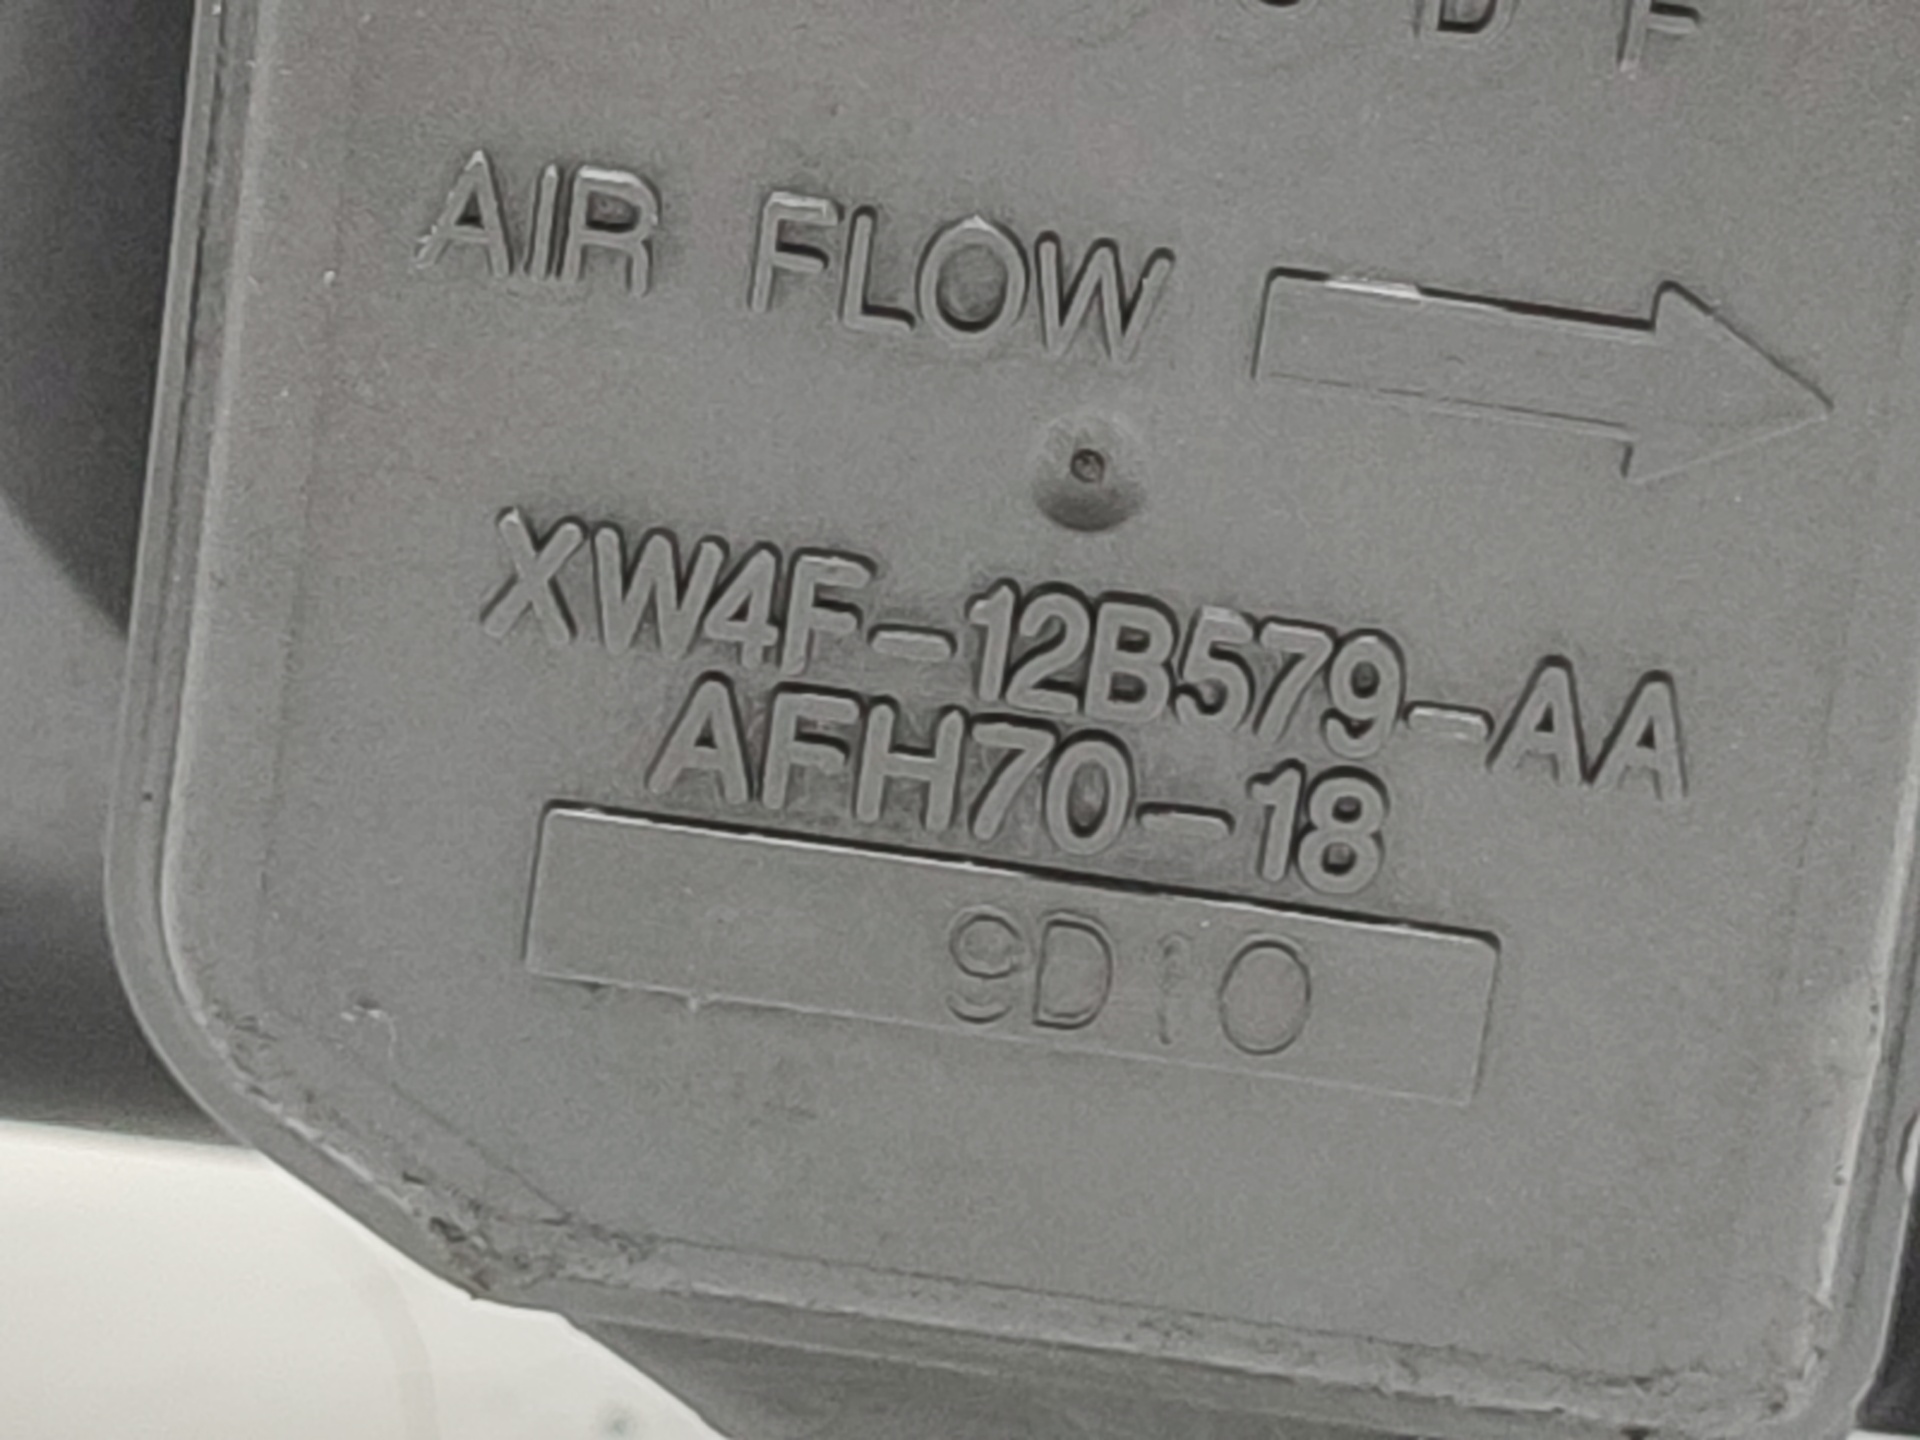 D F
AIR FLOW
XW4F-12B579-AA
AFH70-18
9D10